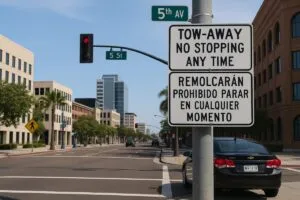 5th AV
5 St
TOW-AWAY
NO STOPPING
ANY TIME
REMOLCARÁN
PROHIBIDO PARAR
EN CUALQUIER
MOMENTO